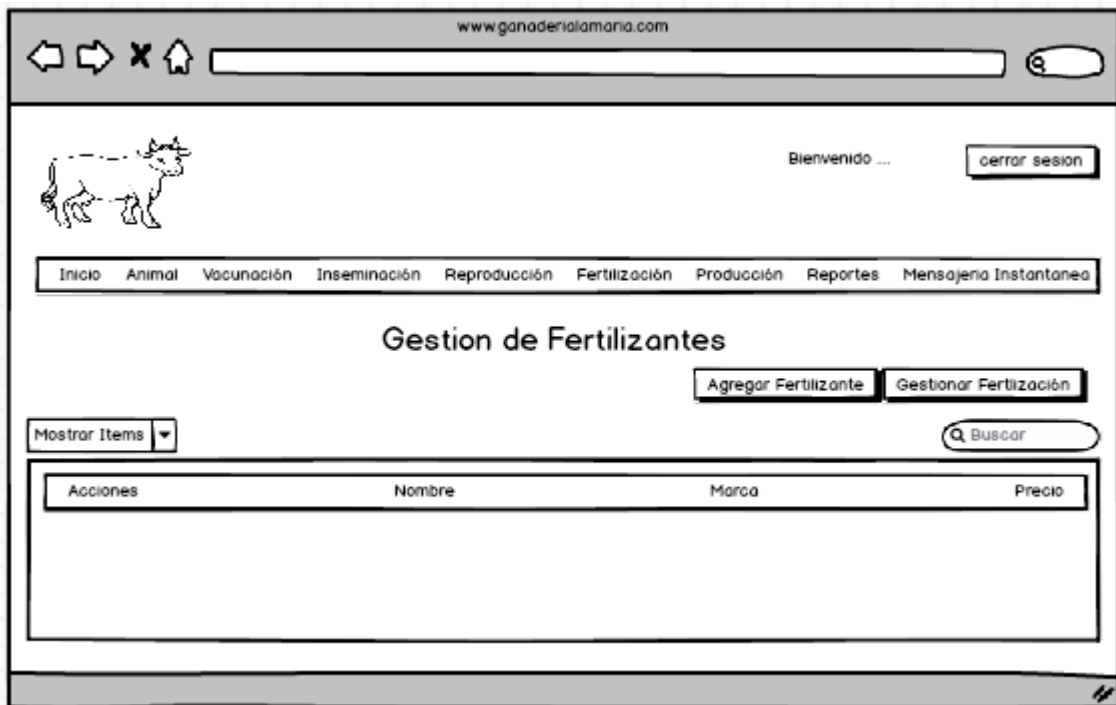 www.ganaderialamaria.com
Bienvenido ... cerrar sesion
Inicio Animal Vacunación Inseminación Reproducción Fertilización Producción Reportes Mensajeria Instantanea
Gestion de Fertilizantes
Agregar Fertilizante Gestionar Fertlización
Mostrar Items Buscar
Acciones Nombre Marca Precio